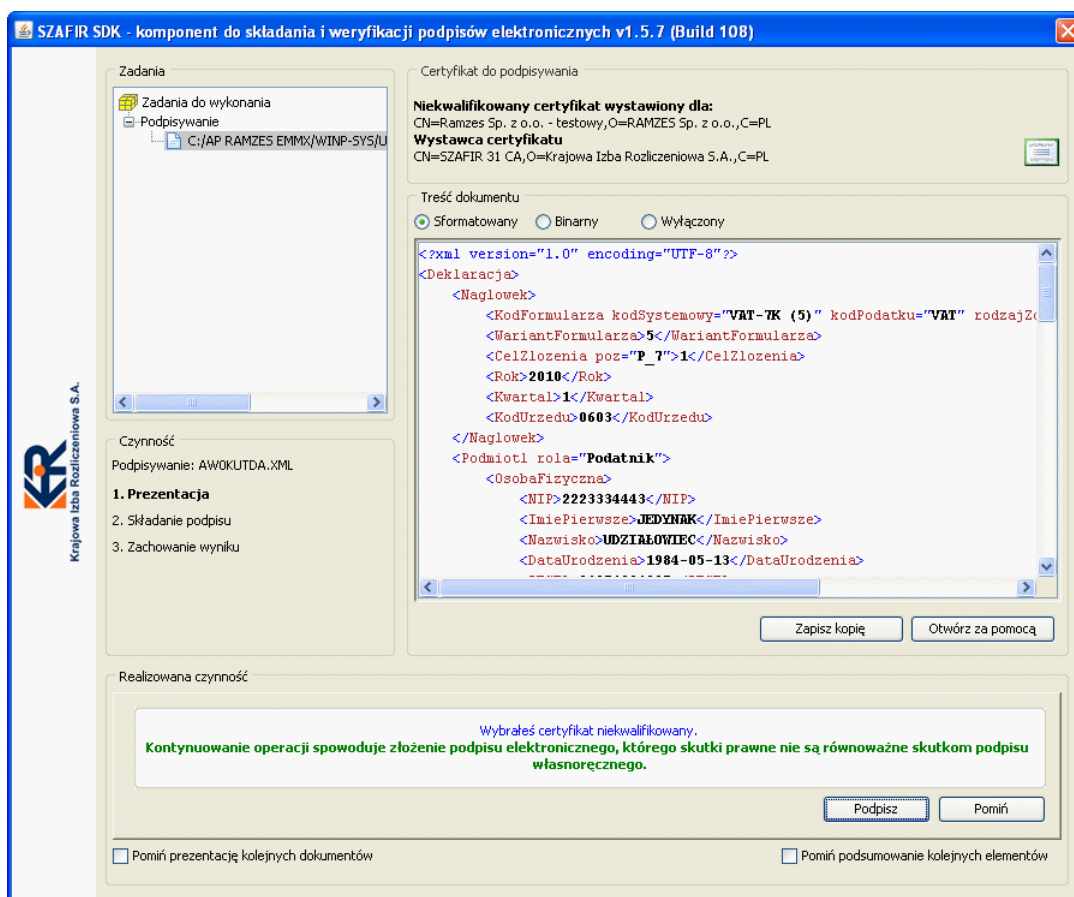 SZAFIR SDK - komponent do składania i weryfikacji podpisów elektronicznych v1.5.7 (Build 108)
Krajowa Izba Rozliczeniowa S.A.
Zadania
Zadania do wykonania
Podpisywanie
C:/AP RAMZES EMMX/WINP-SYS/U
Czynność
Podpisywanie: AW0KUTDA.XML
1. Prezentacja
2. Składanie podpisu
3. Zachowanie wyniku
Certyfikat do podpisywania
Niekwalifikowany certyfikat wystawiony dla:
CN=Ramzes Sp. z o.o. - testowy,O=RAMZES Sp. z o.o.,C=PL
Wystawca certyfikatu
CN=SZAFIR 31 CA,O=Krajowa Izba Rozliczeniowa S.A.,C=PL
Treść dokumentu
Sformatowany Binarny Wyłączony
<?xml version="1.0" encoding="UTF-8"?>
<Deklaracja>
<Naglowek>
<KodFormularza kodSystemowy="VAT-7K (5)" kodPodatku="VAT" rodzajZo
<WariantFormularza>5</WariantFormularza>
<CelZlozenia poz="P_7">1</CelZlozenia>
<Rok>2010</Rok>
<Kwartal>1</Kwartal>
<KodUrzedu>0603</KodUrzedu>
</Naglowek>
<Podmiot1 rola="Podatnik">
<OsobaFizyczna>
<NIP>2223334443</NIP>
<ImiePierwsze>JEDYNAK</ImiePierwsze>
<Nazwisko>UDZIAŁOWIEC</Nazwisko>
<DataUrodzenia>1984-05-13</DataUrodzenia>
Zapisz kopię Otwórz za pomocą
Realizowana czynność
Wybrałeś certyfikat niekwalifikowany.
Kontynuowanie operacji spowoduje złożenie podpisu elektronicznego, którego skutki prawne nie są równoważne skutkom podpisu
własnoręcznego.
Podpisz Pomiń
Pomiń prezentację kolejnych dokumentów Pomiń podsumowanie kolejnych elementów